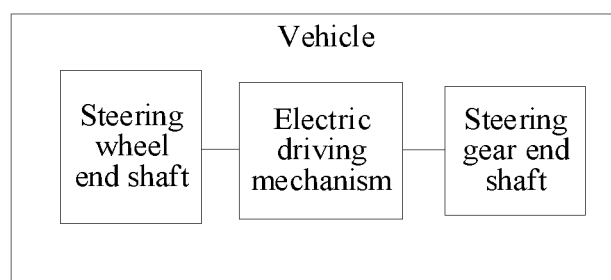 Vehicle
Steering
wheel
end shaft
Electric
driving
mechanism
Steering
gear end
shaft